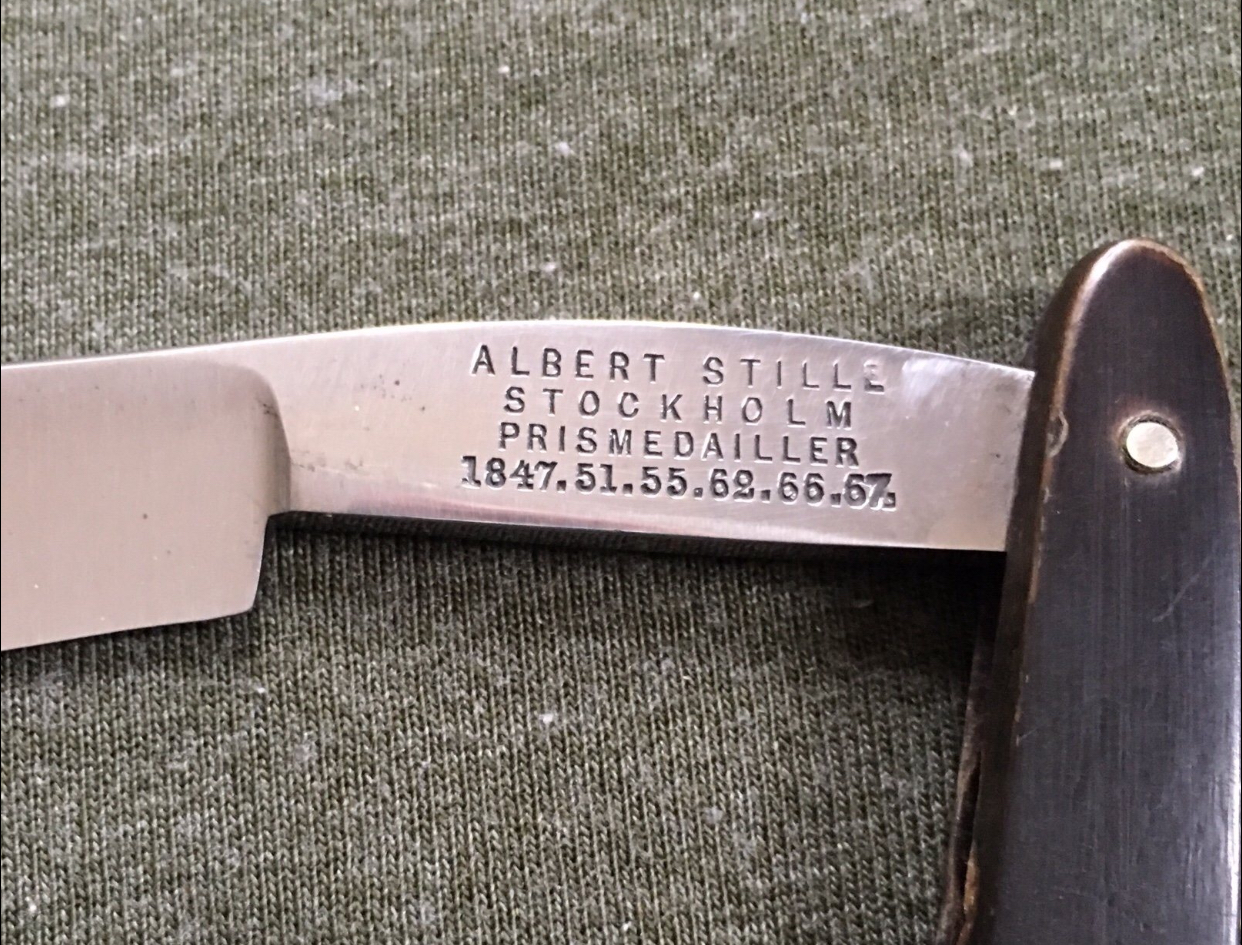 ALBERT STILLE
STOCKHOLM
PRISMEDAILLER
1847.51.55.62.66.67.